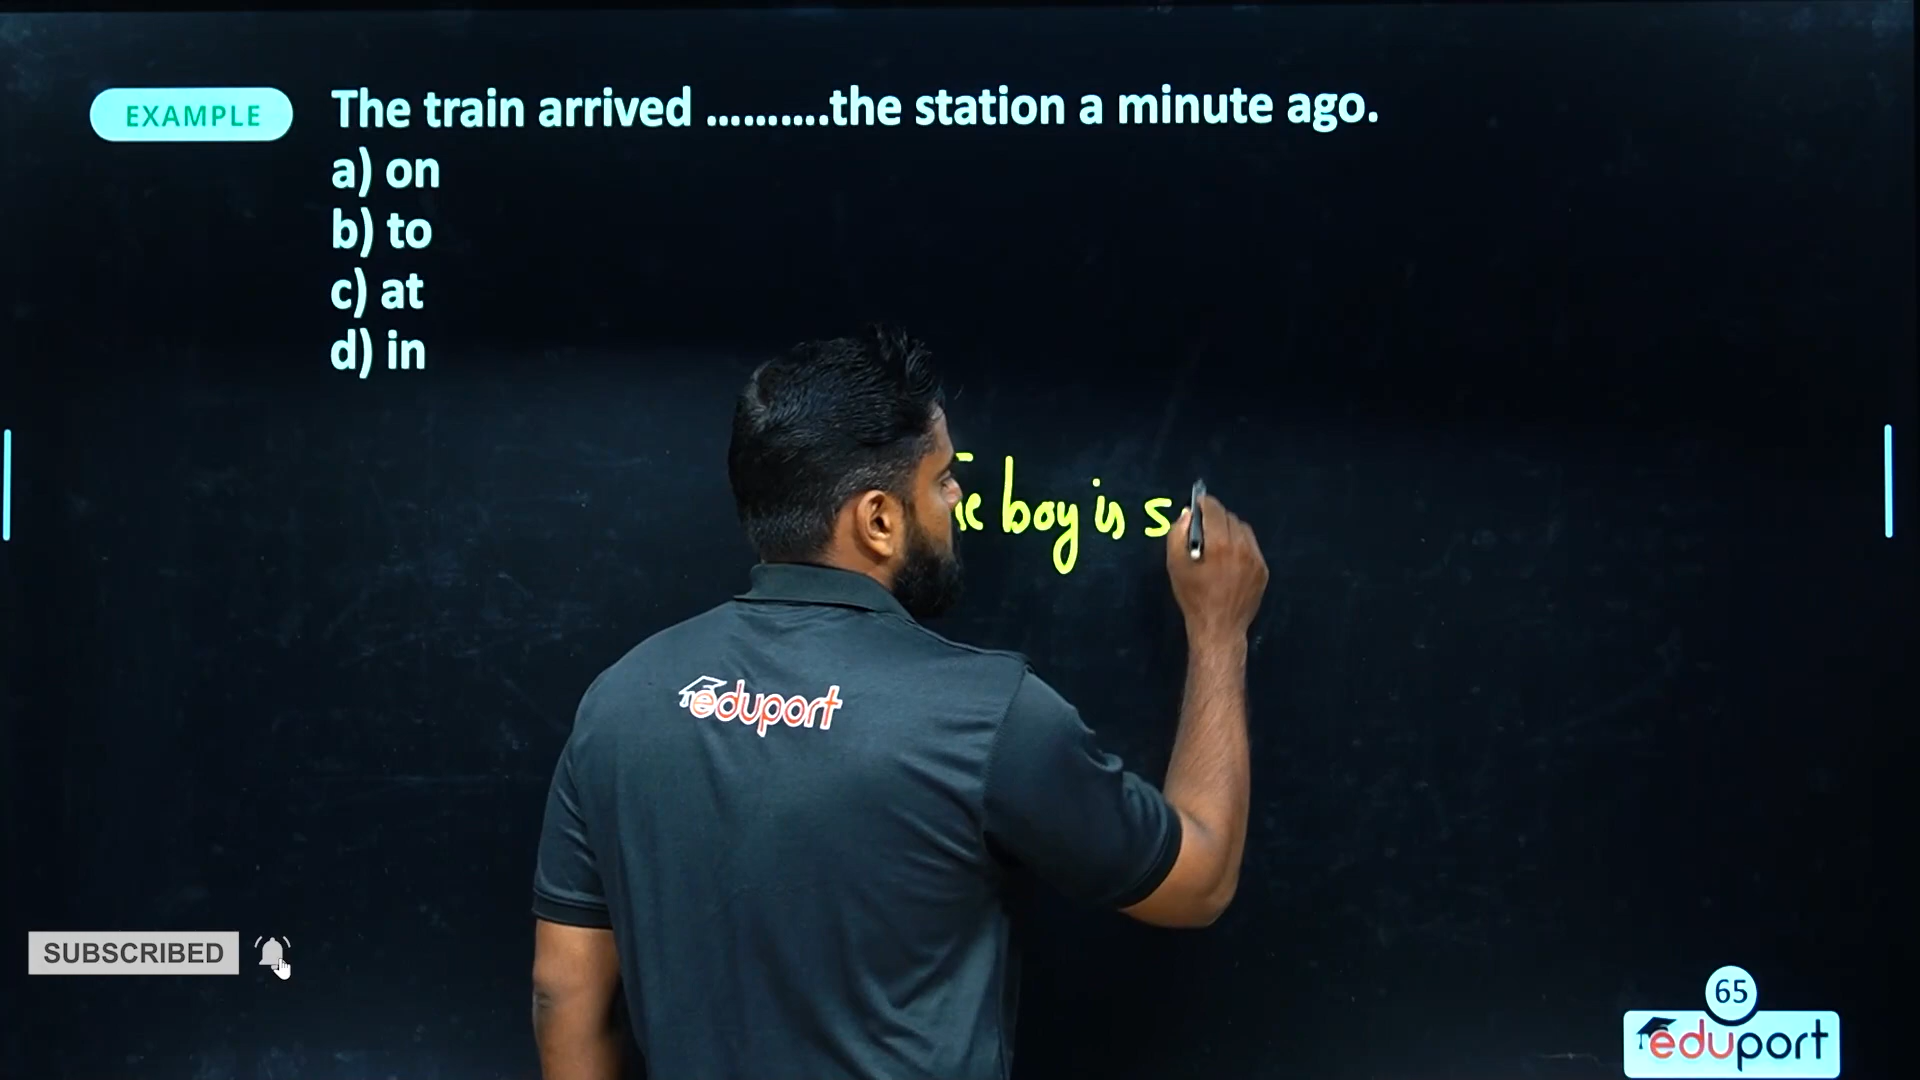 EXAMPLE The train arrived ..........the station a minute ago.
a) on
b) to
c) at
d) in
boy is s
eduport
SUBSCRIBED
65
eduport